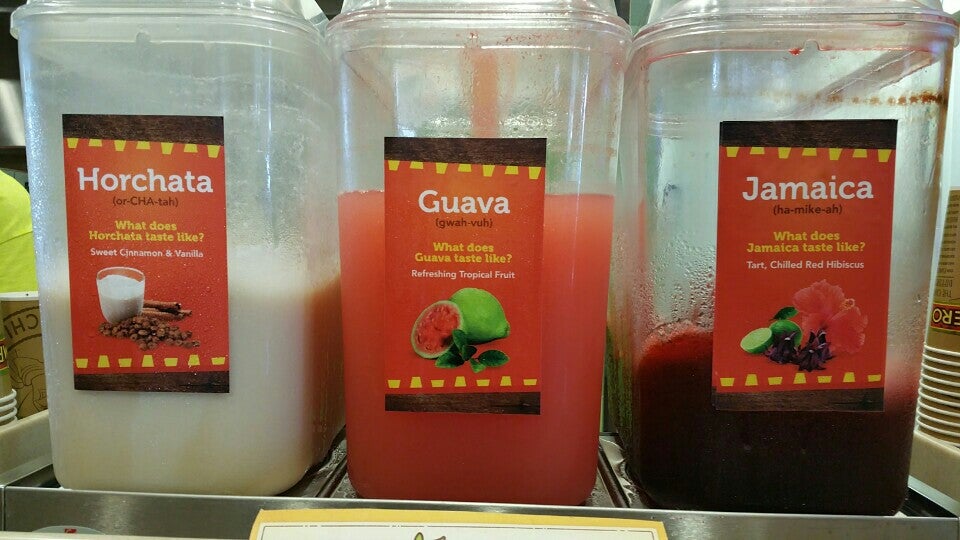 Horchata
(or-CHA-tah)
What does
Horchata taste like?
Sweet Cinnamon & Vanilla
Guava
(gwah-vuh)
What does
Guava taste like?
Refreshing Tropical Fruit
Jamaica
(ha-mike-ah)
What does
Jamaica taste like?
Tart, Chilled Red Hibiscus
ERO